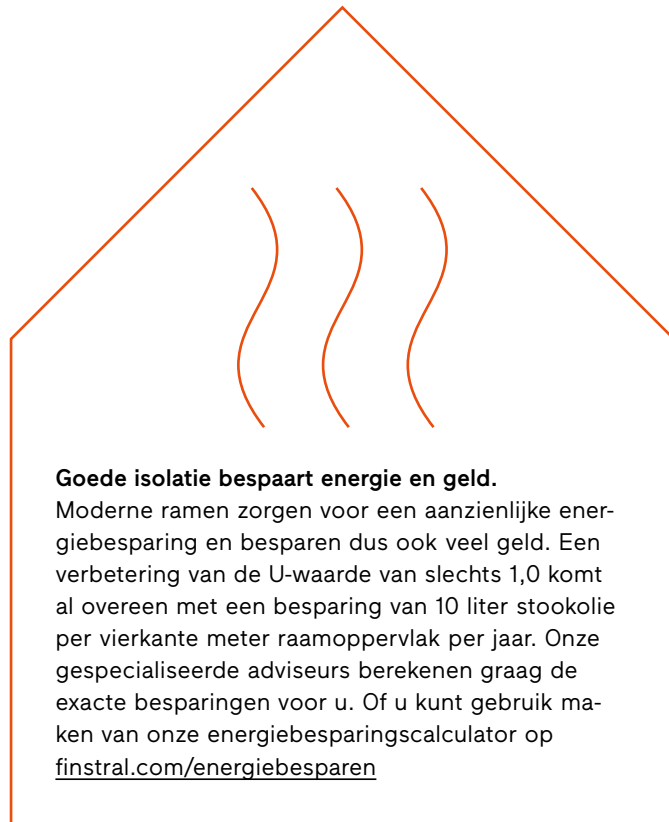 Goede isolatie bespaart energie en geld.
Moderne ramen zorgen voor een aanzienlijke ener-
giebesparing en besparen dus ook veel geld. Een
verbetering van de U-waarde van slechts 1,0 komt
al overeen met een besparing van 10 liter stookolie
per vierkante meter raamoppervlak per jaar. Onze
gespecialiseerde adviseurs berekenen graag de
exacte besparingen voor u. Of u kunt gebruik ma-
ken van onze energiebesparingscalculator op
finstral.com/energiebesparen